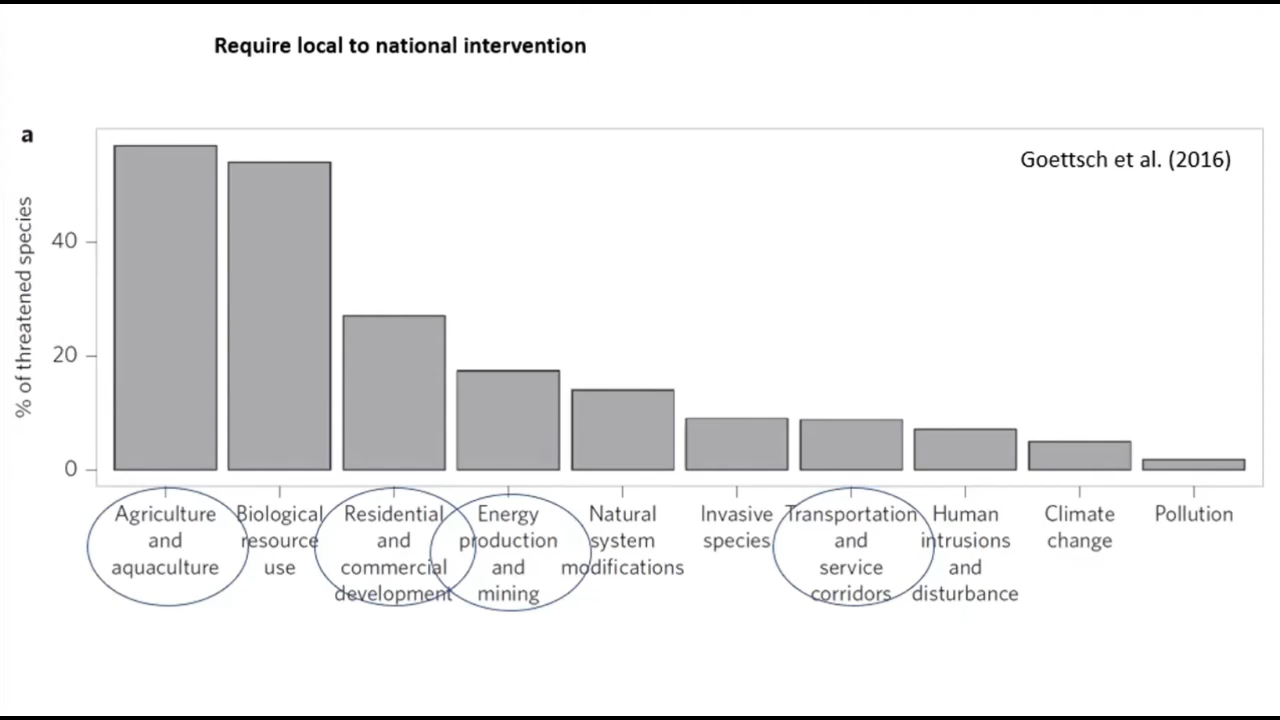 Require local to national intervention
a
Goettsch et al. (2016)
% of threatened species
40
20
0
Agriculture
and
aquaculture
Biological
resource
use
Residential
and
commercial
development
Energy
production
and
mining
Natural
system
modifications
Invasive
species
Transportation
and
service
corridors
Human
intrusions
and
disturbance
Climate
change
Pollution